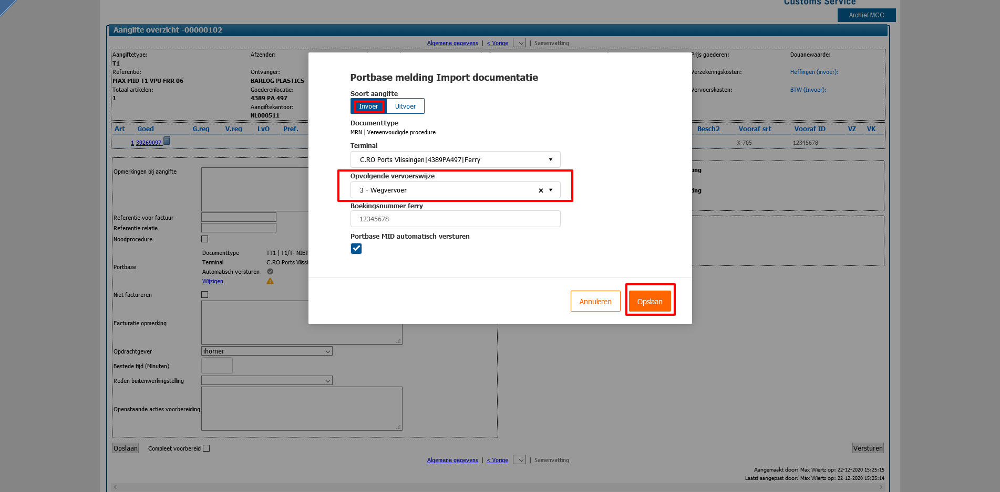 Customs Service
Archief MCC
Aangifte overzicht -00000102
Algemene gegevens | < Vorige | Samenvatting
Aangiftetype:
T1
Referentie:
MAX MID T1 VPU FRR 06
Totaal artikelen:
1
Afzender:
Ontvanger:
BARLOG PLASTICS
Goederenlocatie:
4389 PA 497
Aangiftekantoor:
NL000511
Prijs goederen:
Verzekeringskosten:
Vervoerskosten:
Douanewaarde:
Heffingen (invoer):
BTW (Invoer):
Art Goed G.reg V.reg LvO Pref. Besch2 Vooraf srt Vooraf ID VZ VK
1 39269097 X-705 12345678
Portbase melding Import documentatie
Soort aangifte
Invoer Uitvoer
Documenttype
MRN | Vereenvoudigde procedure
Terminal
C.RO Ports Vlissingen|4389PA497|Ferry
Opvolgende vervoerswijze
3 - Wegvervoer
Boekingsnummer ferry
12345678
Portbase MID automatisch versturen
Annuleren Opslaan
Opmerkingen bij aangifte
Referentie voor factuur
Referentie relatie
Noodprocedure
Portbase
Documenttype TT1 | T1/T- NIET
Terminal C.RO Ports Vlissin
Automatisch versturen
Wijzigen
Niet factureren
Facturatie opmerking
Opdrachtgever ihomer
Bestede tijd (Minuten)
Reden buitenwerkingstelling
Openstaande acties voorbereiding
Opslaan Compleet voorbereid Versturen
Algemene gegevens | < Vorige | Samenvatting
Aangemaakt door: Max Wiertz op: 22-12-2020 15:25:15
Laatst aangepast door: Max Wiertz op: 22-12-2020 15:25:14